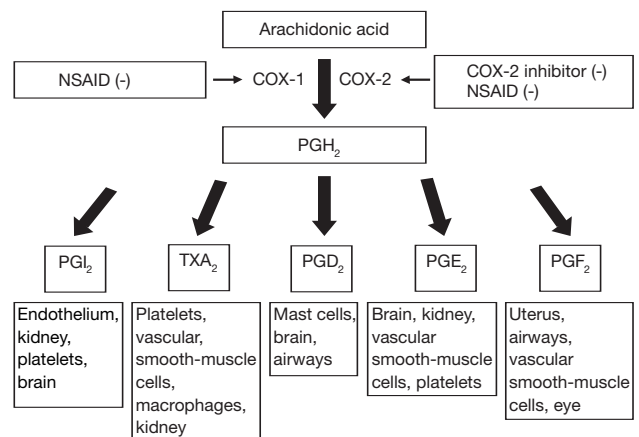 Arachidonic acid
NSAID (-)
COX-1
COX-2
COX-2 inhibitor (-)
NSAID (-)
PGH₂
PGI₂
TXA₂
PGD₂
PGE₂
PGF₂
Endothelium,
kidney,
platelets,
brain
Platelets,
vascular,
smooth-muscle
cells,
macrophages,
kidney
Mast cells,
brain,
airways
Brain, kidney,
vascular
smooth-muscle
cells, platelets
Uterus,
airways,
vascular
smooth-muscle
cells, eye